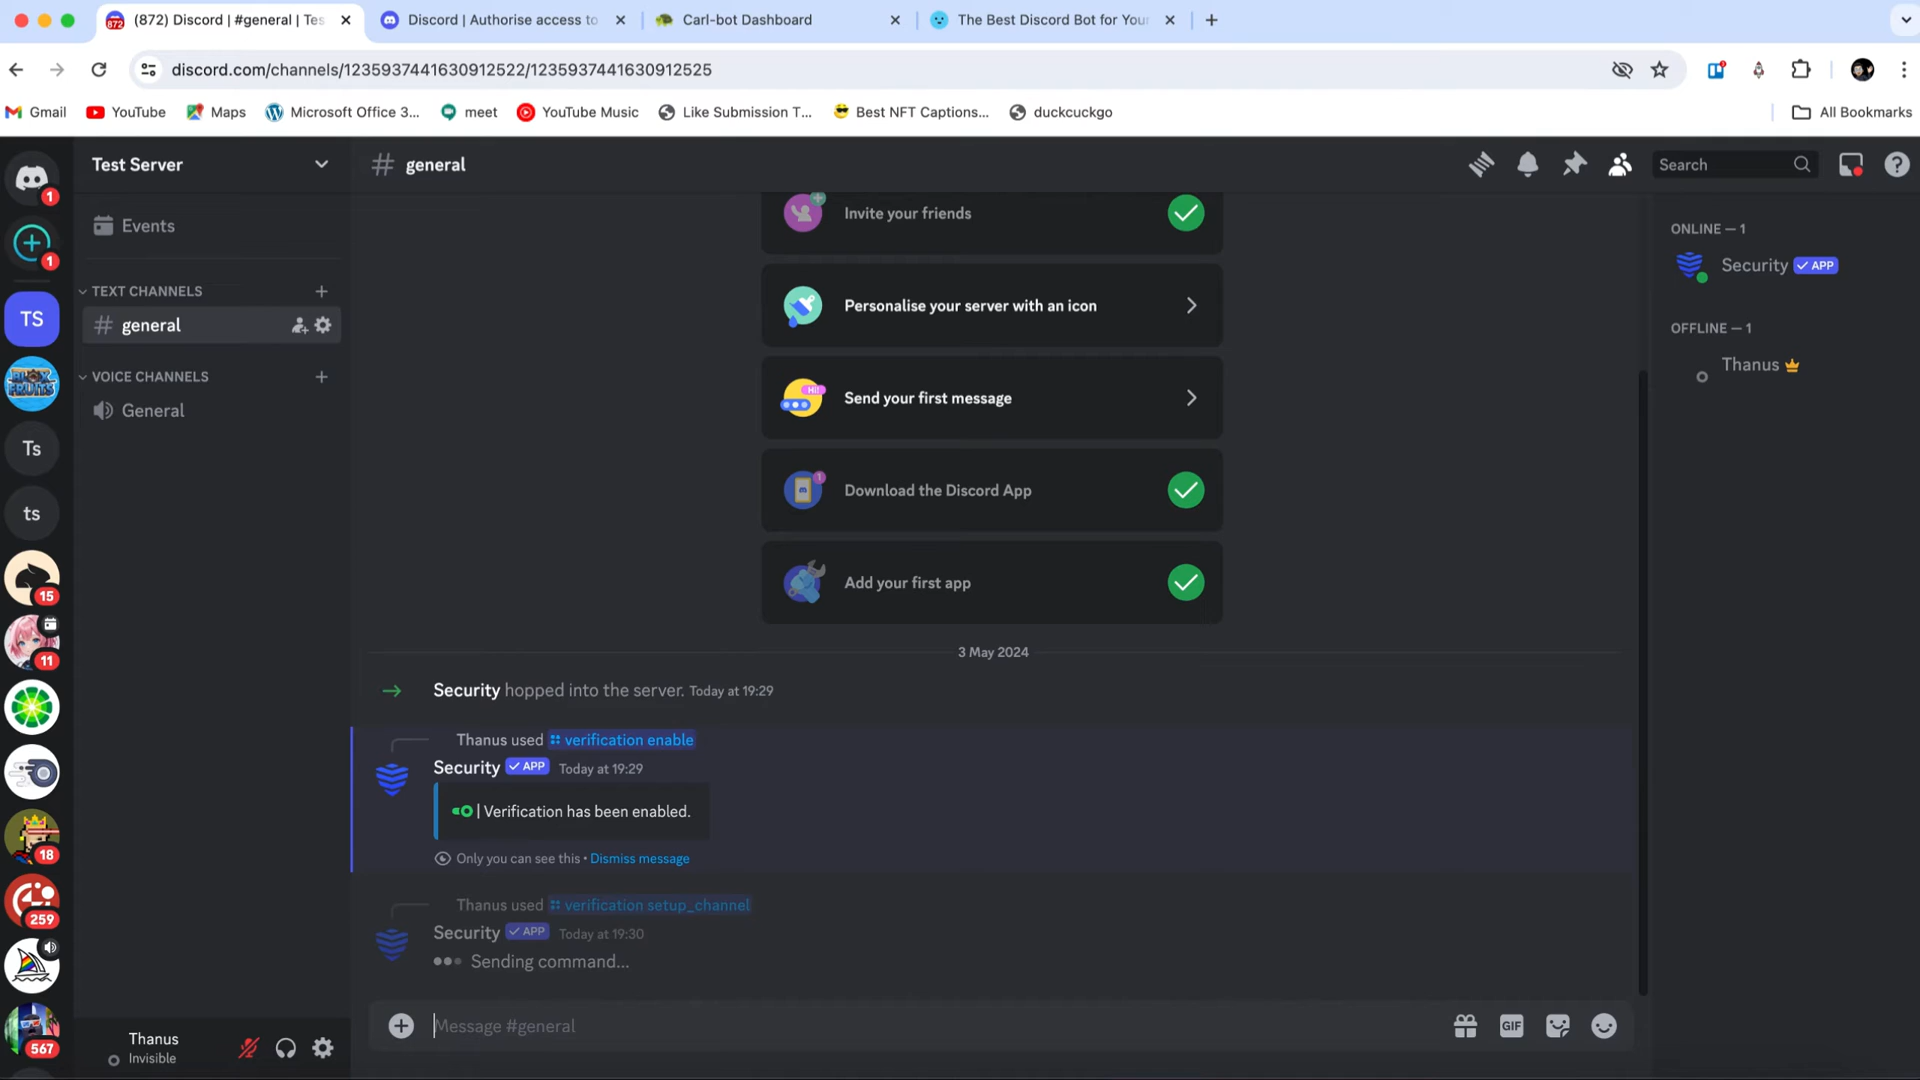 (872) Discord | #general | Tes
Discord | Authorise access to
Carl-bot Dashboard
The Best Discord Bot for Your
discord.com/channels/1235937441630912522/1235937441630912525
Gmail
YouTube
Maps
Microsoft Office 3...
meet
YouTube Music
Like Submission T...
Best NFT Captions...
duckcuckgo
All Bookmarks
Test Server
general
Search
1
Events
1
TEXT CHANNELS
general
TS
VOICE CHANNELS
General
Ts
ts
15
11
18
259
567
Invite your friends
Personalise your server with an icon
Send your first message
Download the Discord App
Add your first app
3 May 2024
Security hopped into the server. Today at 19:29
Thanus used verification enable
Security APP Today at 19:29
| Verification has been enabled.
Only you can see this • Dismiss message
Thanus used verification setup_channel
Security APP Today at 19:30
Sending command...
Message #general
GIF
ONLINE — 1
Security APP
OFFLINE — 1
Thanus
Thanus
Invisible